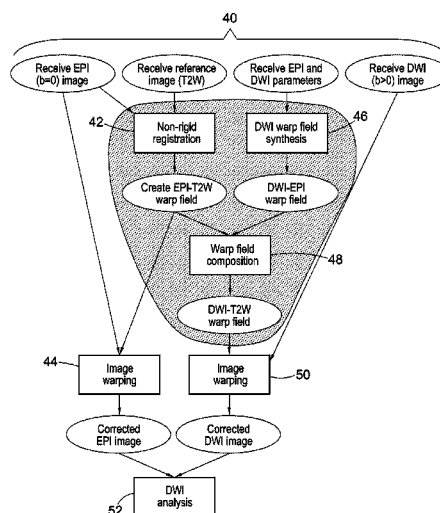 40
Receive EPI
(b=0) image
Receive reference
image (T2W)
Receive EPI and
DWI parameters
Receive DWI
(b>0) image
42
Non-rigid
registration
DWI warp field
synthesis
46
Create EPI-T2W
warp field
DWI-EPI
warp field
Warp field
composition
48
DWI-T2W
warp field
44
Image
warping
Image
warping
50
Corrected
EPI image
Corrected
DWI image
52
DWI
analysis